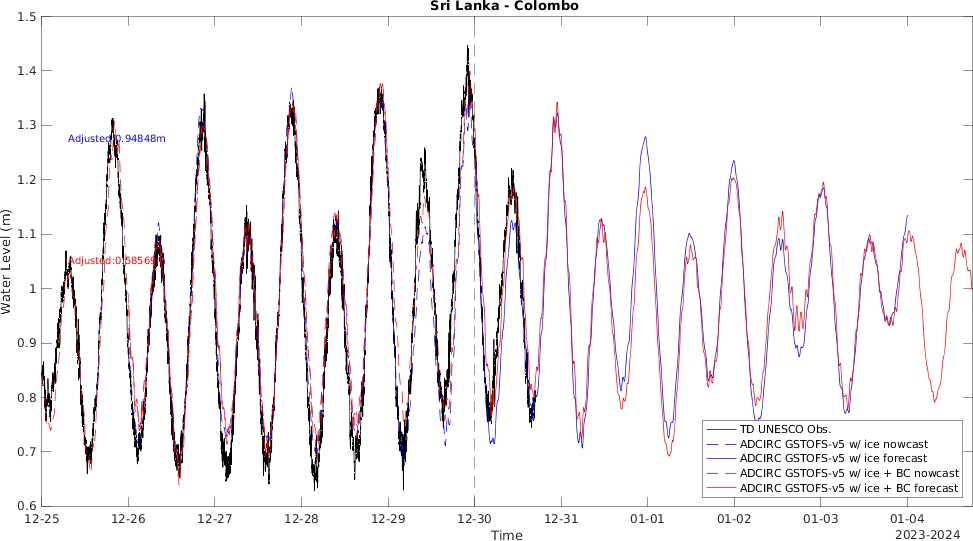 Sri Lanka - Colombo
1.5
1.4
1.3
1.2
1.1
1
0.9
0.8
0.7
0.6
Water Level (m)
Adjusted:0.94848m
Adjusted:0.58569
TD UNESCO Obs.
ADCIRC GSTOFS-v5 w/ ice nowcast
ADCIRC GSTOFS-v5 w/ ice forecast
ADCIRC GSTOFS-v5 w/ ice + BC nowcast
ADCIRC GSTOFS-v5 w/ ice + BC forecast
12-25 12-26 12-27 12-28 12-29 12-30 12-31 01-01 01-02 01-03 01-04
Time
2023-2024